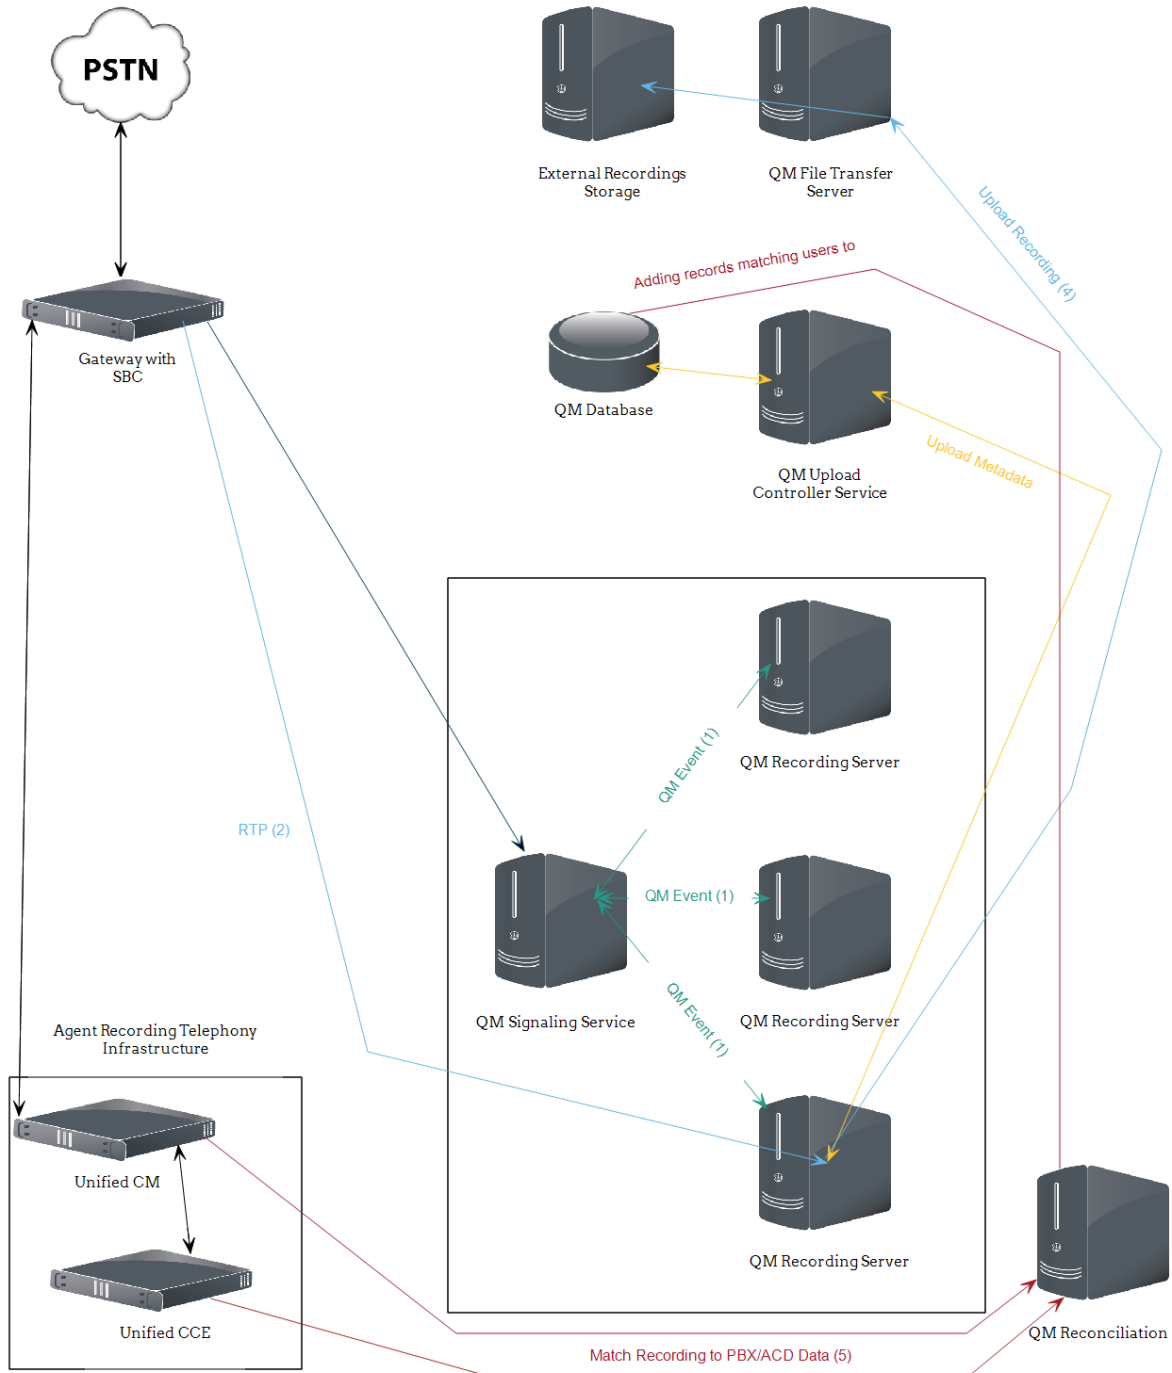 PSTN
External Recordings
Storage
QM File Transfer
Server
Upload Recording (4)
Adding records matching users to
Gateway with
SBC
QM Database
Upload Metadata
QM Upload
Controller Service
QM Event (1)
QM Recording Server
RTP (2)
QM Event (1)
QM Signaling Service
QM Recording Server
QM Event (1)
Agent Recording Telephony
Infrastructure
Unified CM
QM Recording Server
Unified CCE
QM Reconciliation
Match Recording to PBX/ACD Data (5)